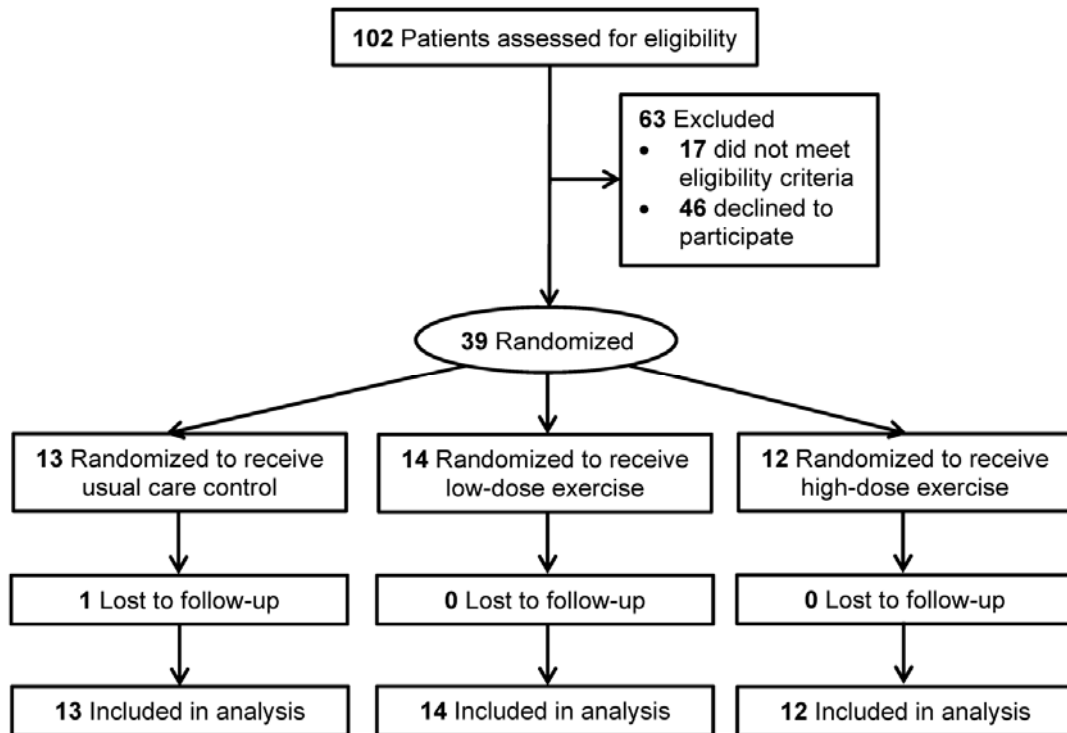 102 Patients assessed for eligibility
63 Excluded
• 17 did not meet
eligibility criteria
• 46 declined to
participate
39 Randomized
13 Randomized to receive
usual care control
14 Randomized to receive
low-dose exercise
12 Randomized to receive
high-dose exercise
1 Lost to follow-up
0 Lost to follow-up
0 Lost to follow-up
13 Included in analysis
14 Included in analysis
12 Included in analysis